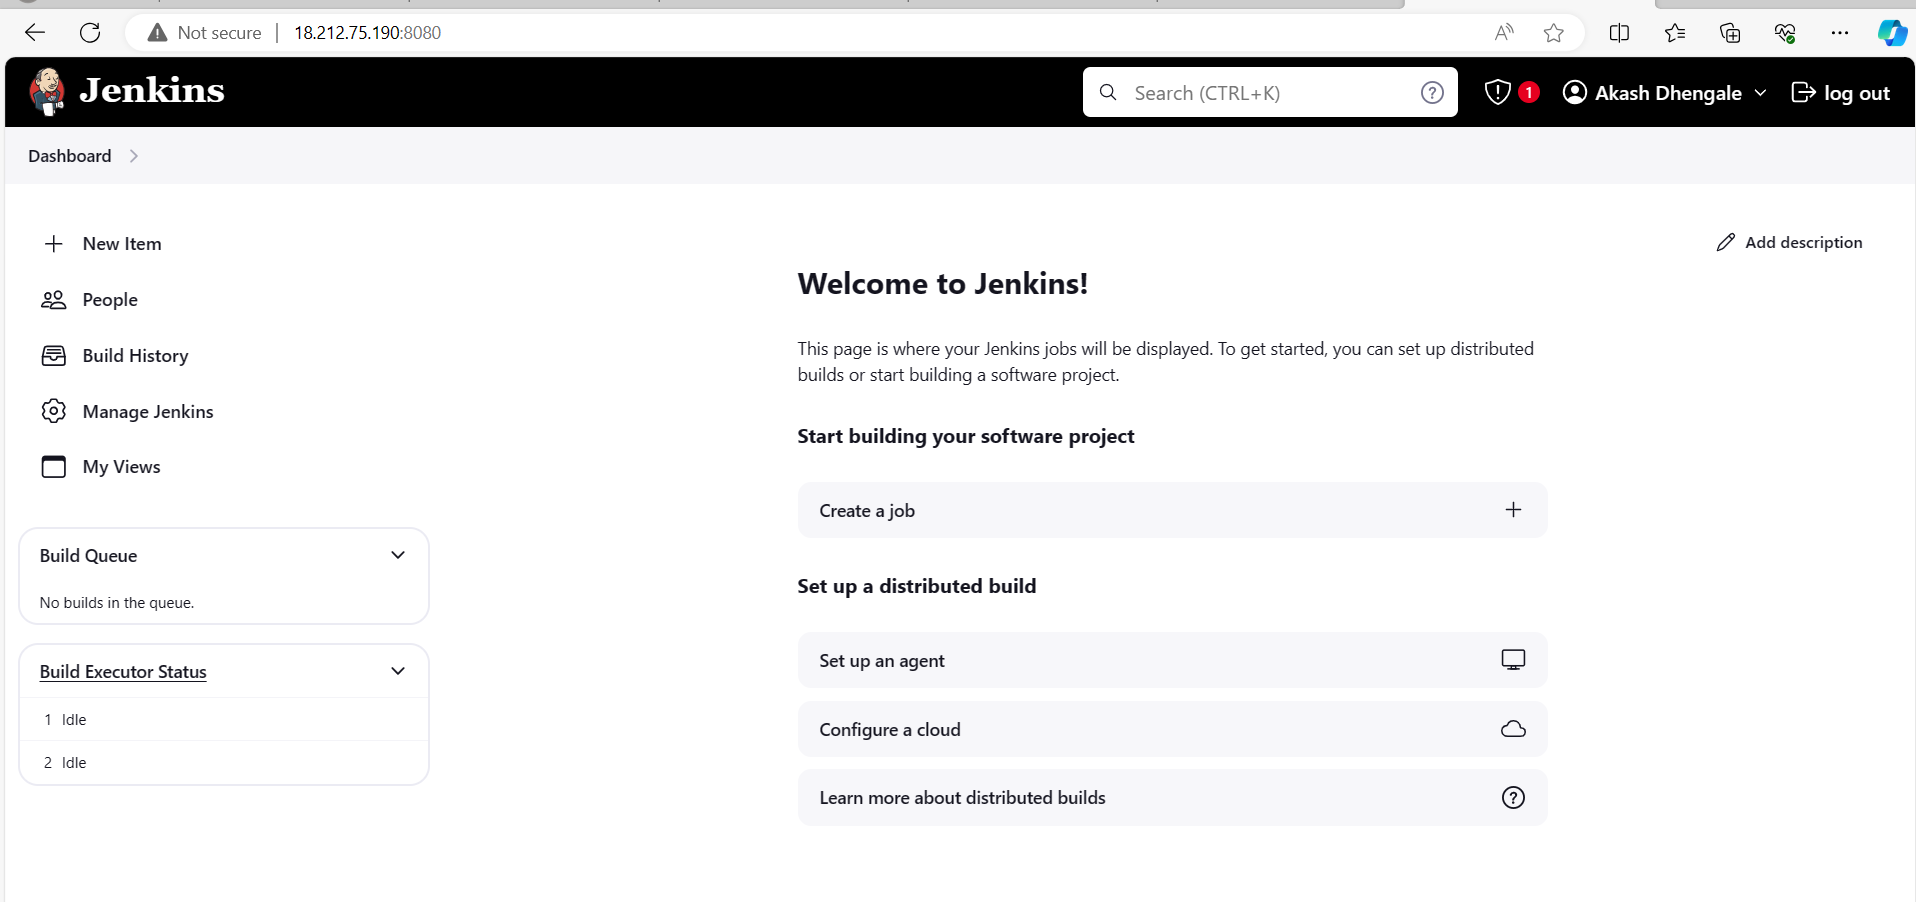 Not secure | 18.212.75.190:8080
Jenkins
Search (CTRL+K)
1
Akash Dhengale
log out
Dashboard
New Item
People
Build History
Manage Jenkins
My Views
Build Queue
No builds in the queue.
Build Executor Status
1 Idle
2 Idle
Add description
Welcome to Jenkins!
This page is where your Jenkins jobs will be displayed. To get started, you can set up distributed
builds or start building a software project.
Start building your software project
Create a job
Set up a distributed build
Set up an agent
Configure a cloud
Learn more about distributed builds